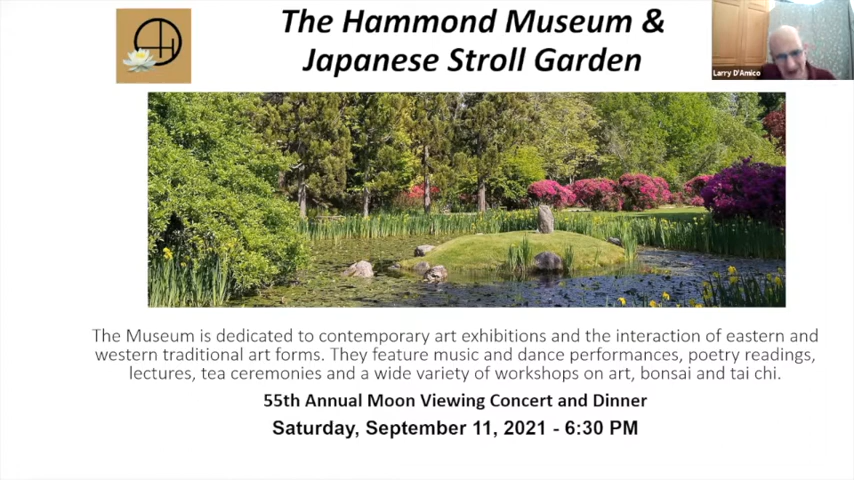 The Hammond Museum &
Japanese Stroll Garden
Larry D'Amico
The Museum is dedicated to contemporary art exhibitions and the interaction of eastern and
western traditional art forms. They feature music and dance performances, poetry readings,
lectures, tea ceremonies and a wide variety of workshops on art, bonsai and tai chi.
55th Annual Moon Viewing Concert and Dinner
Saturday, September 11, 2021 - 6:30 PM